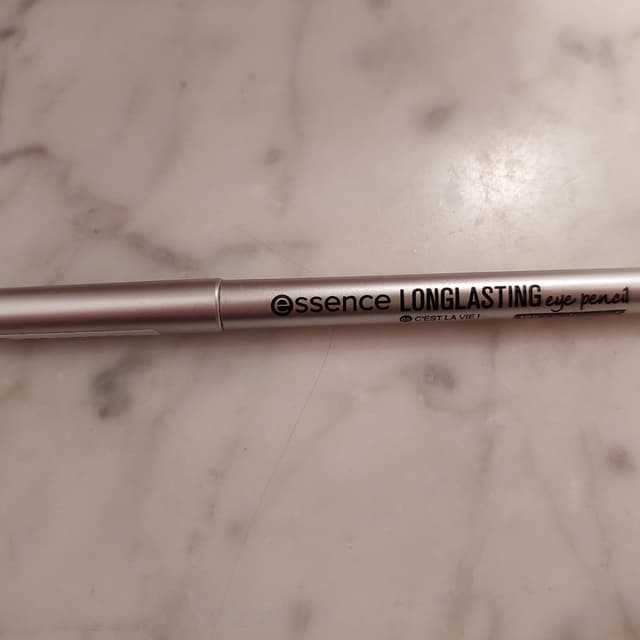 essence LONGLASTING eye pencil
C'EST LA VIE !